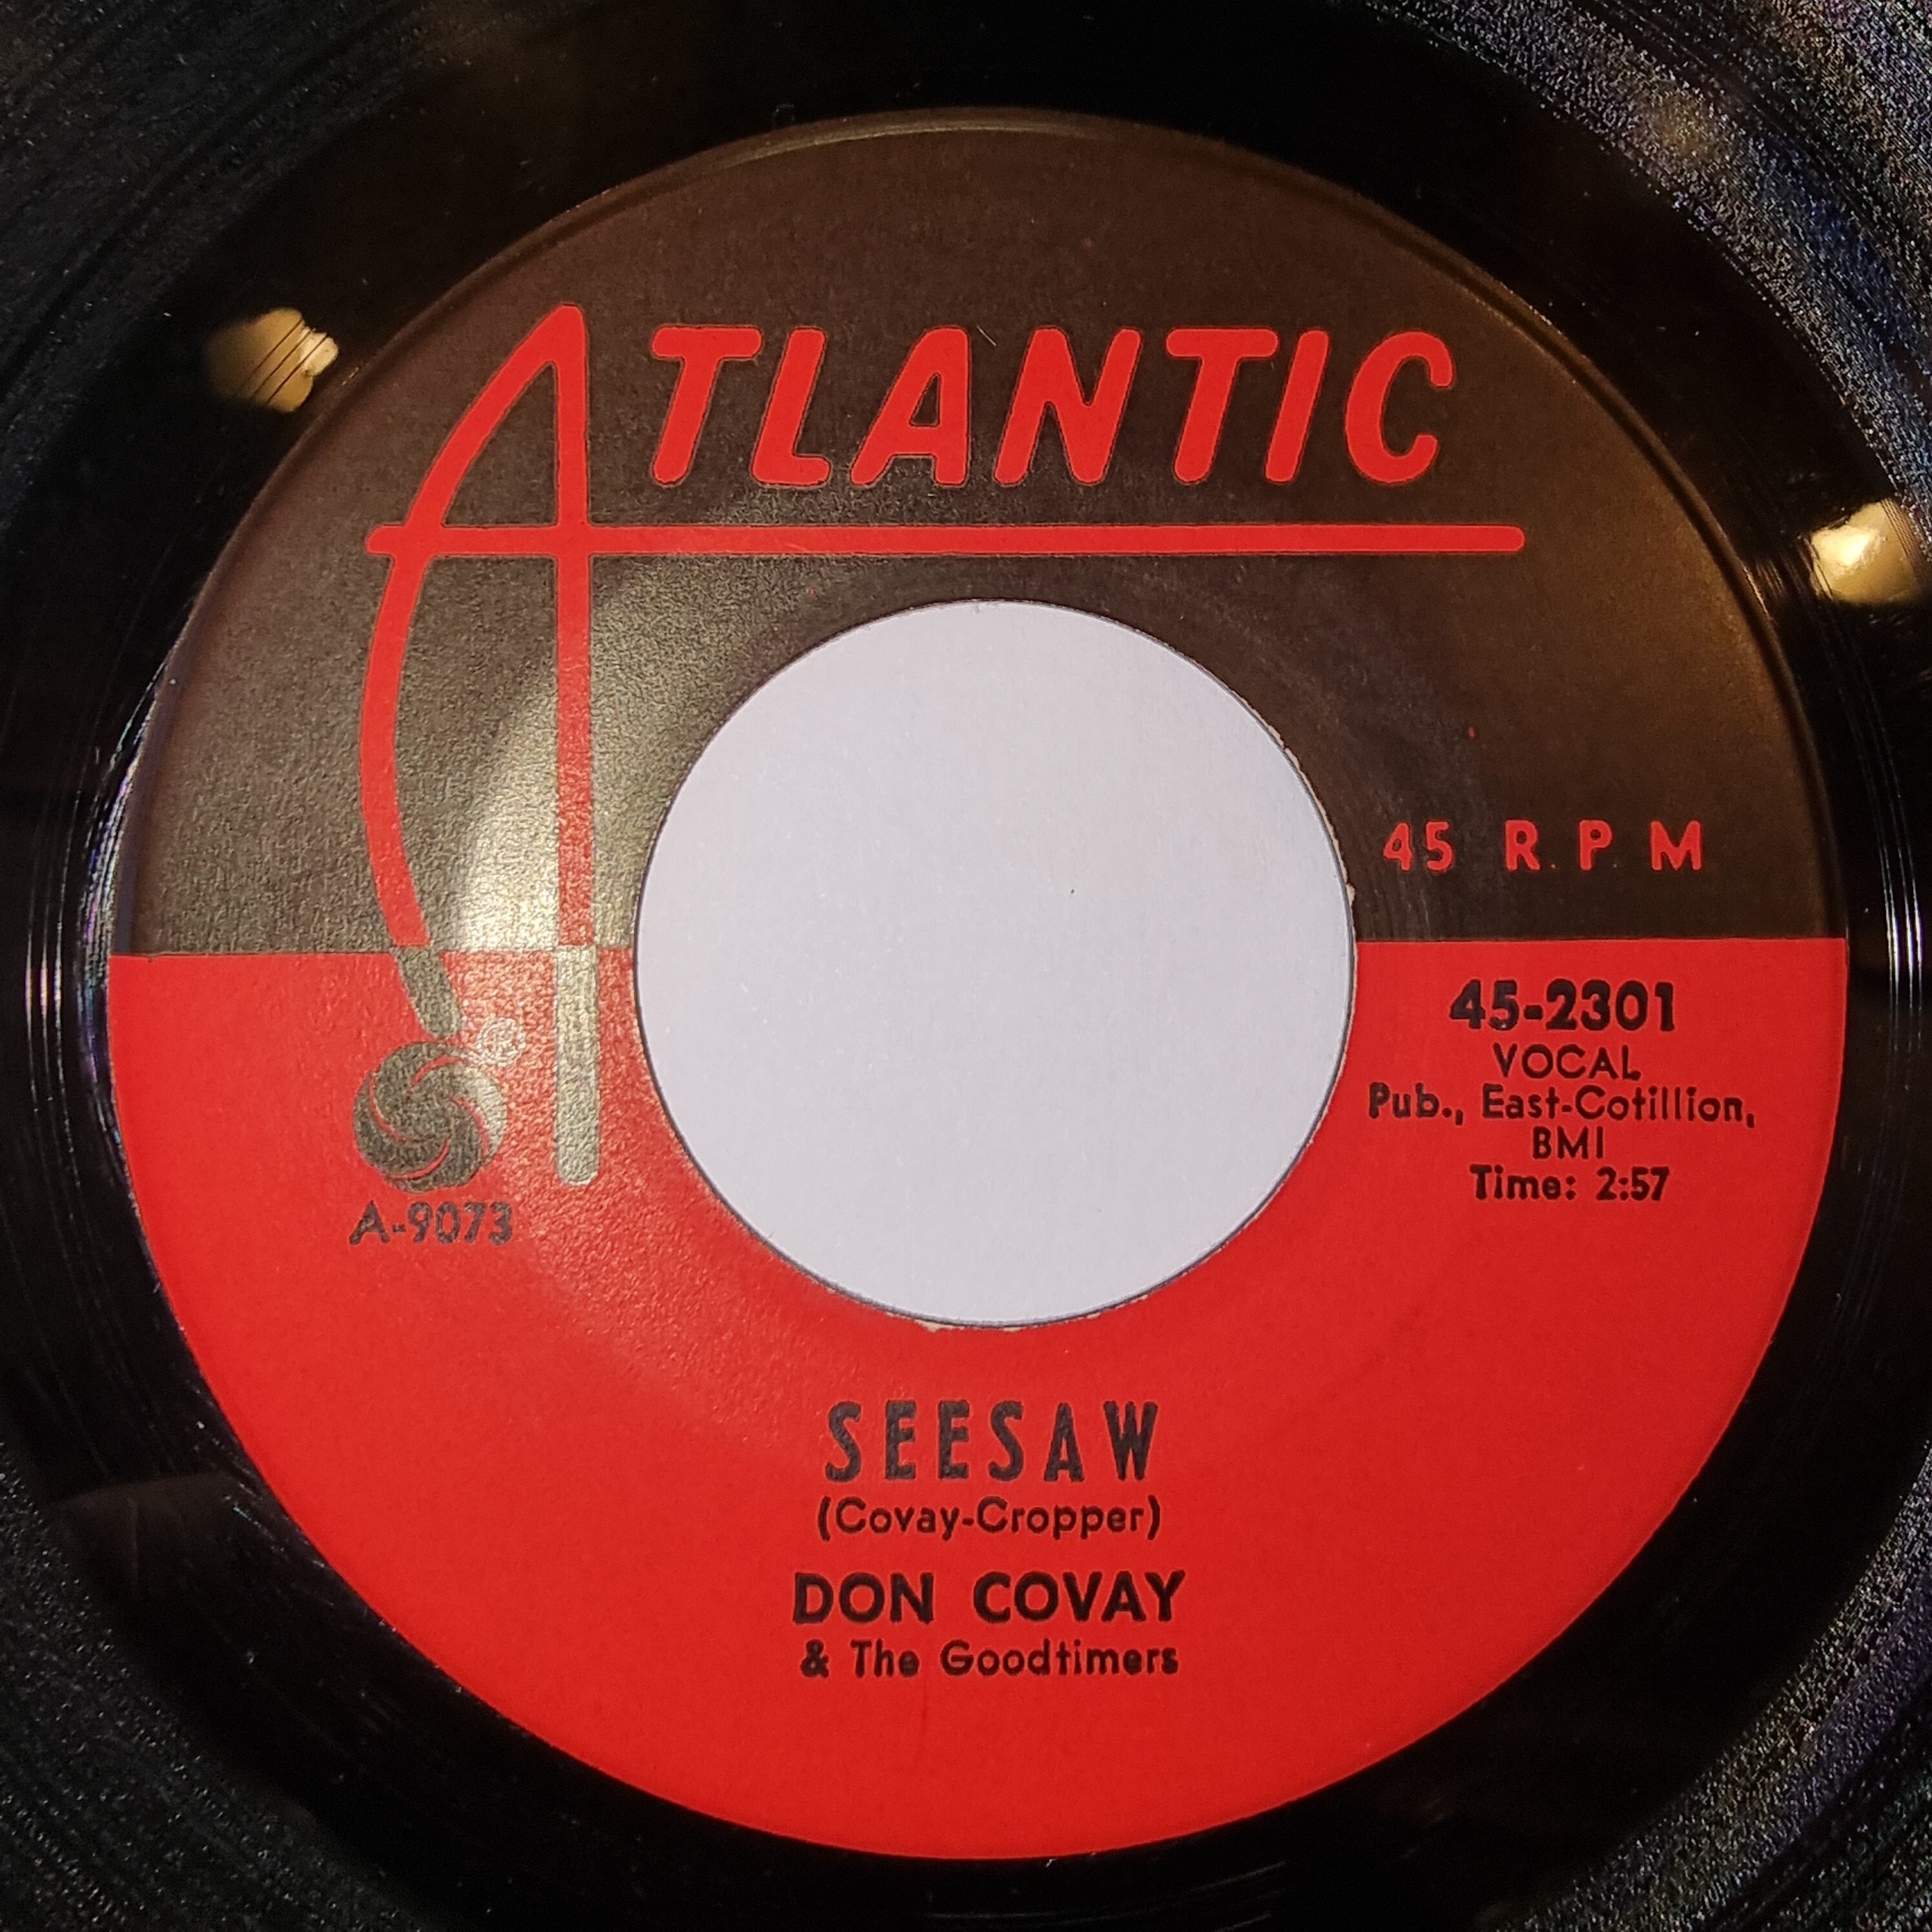 ATLANTIC
45 R.P.M
45-2301
VOCAL
Pub., East-Cotillion,
BMI
Time: 2:57
A-9073
SEESAW
(Covay-Cropper)
DON COVAY
& The Goodtimers